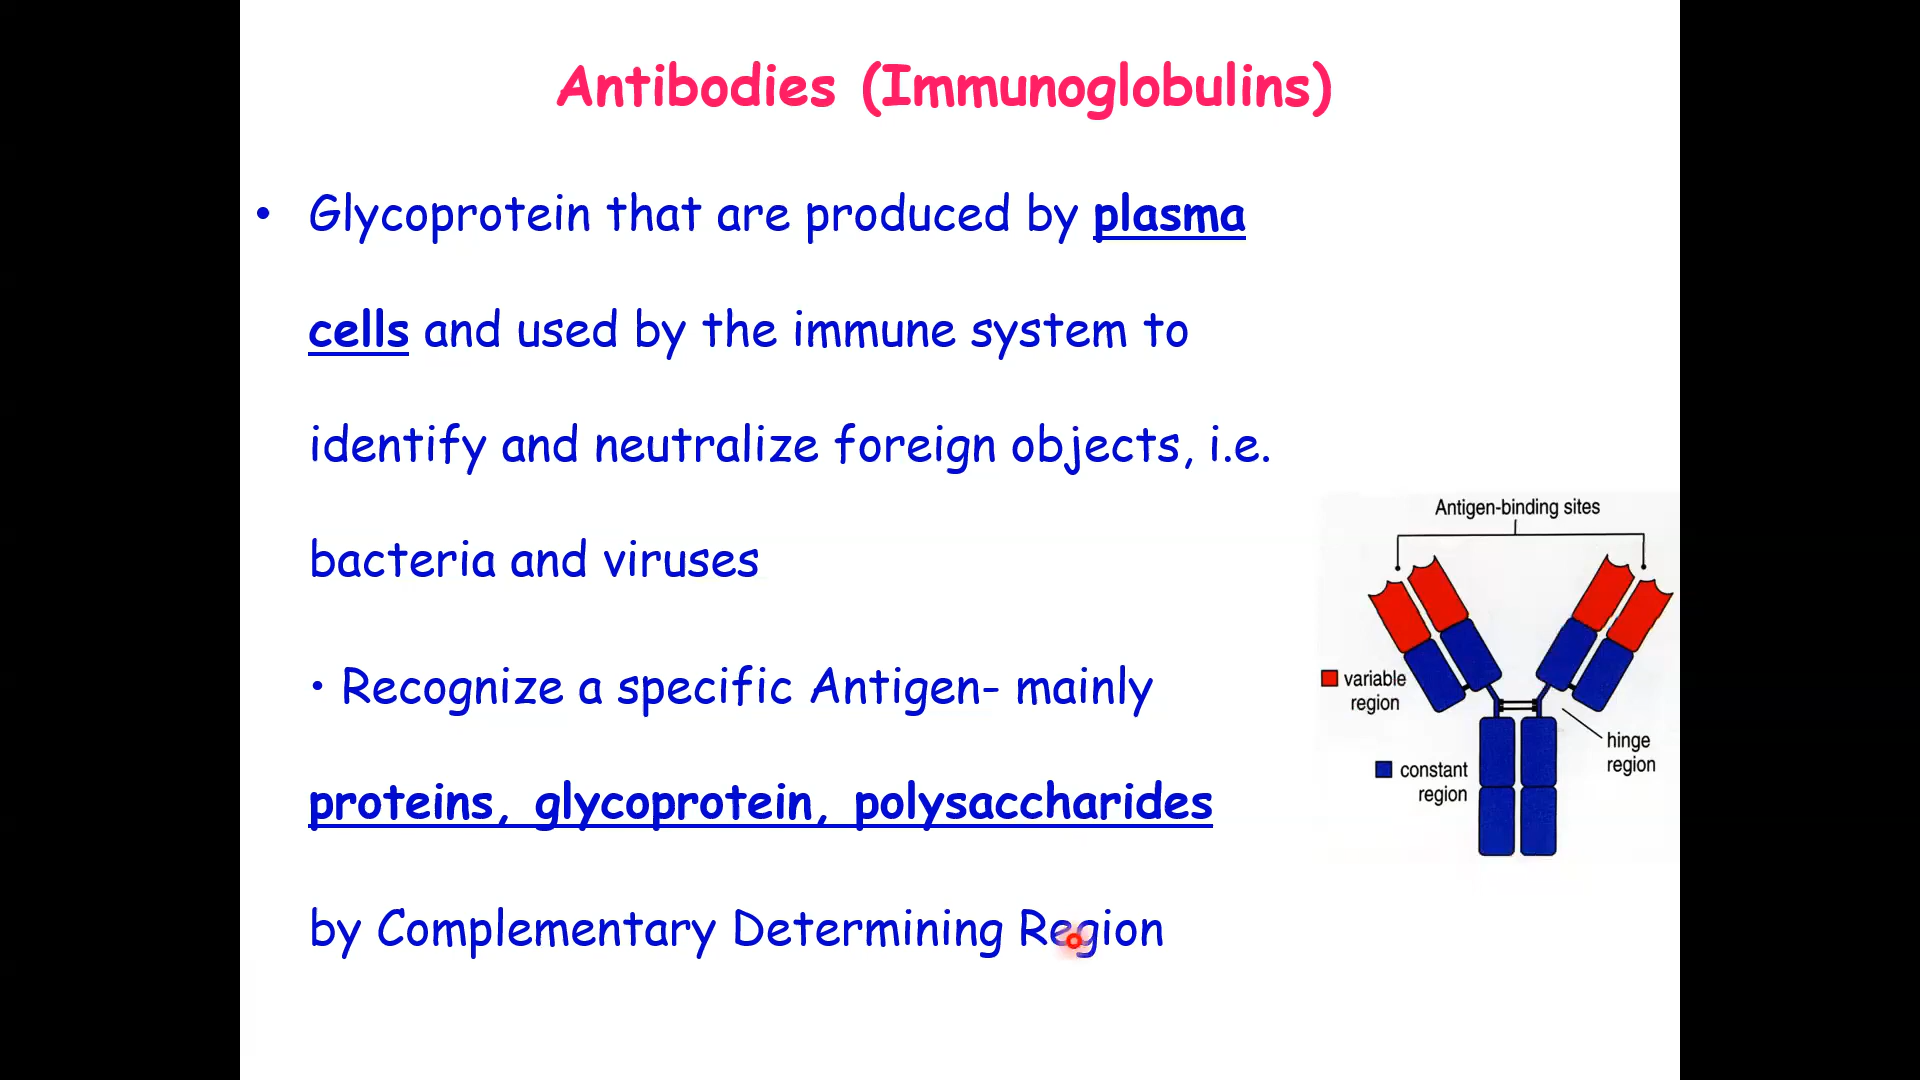 Antibodies (Immunoglobulins)
• Glycoprotein that are produced by plasma
cells and used by the immune system to
identify and neutralize foreign objects, i.e.
bacteria and viruses
• Recognize a specific Antigen- mainly
proteins, glycoprotein, polysaccharides
by Complementary Determining Region
Antigen-binding sites
variable
region
hinge
region
constant
region